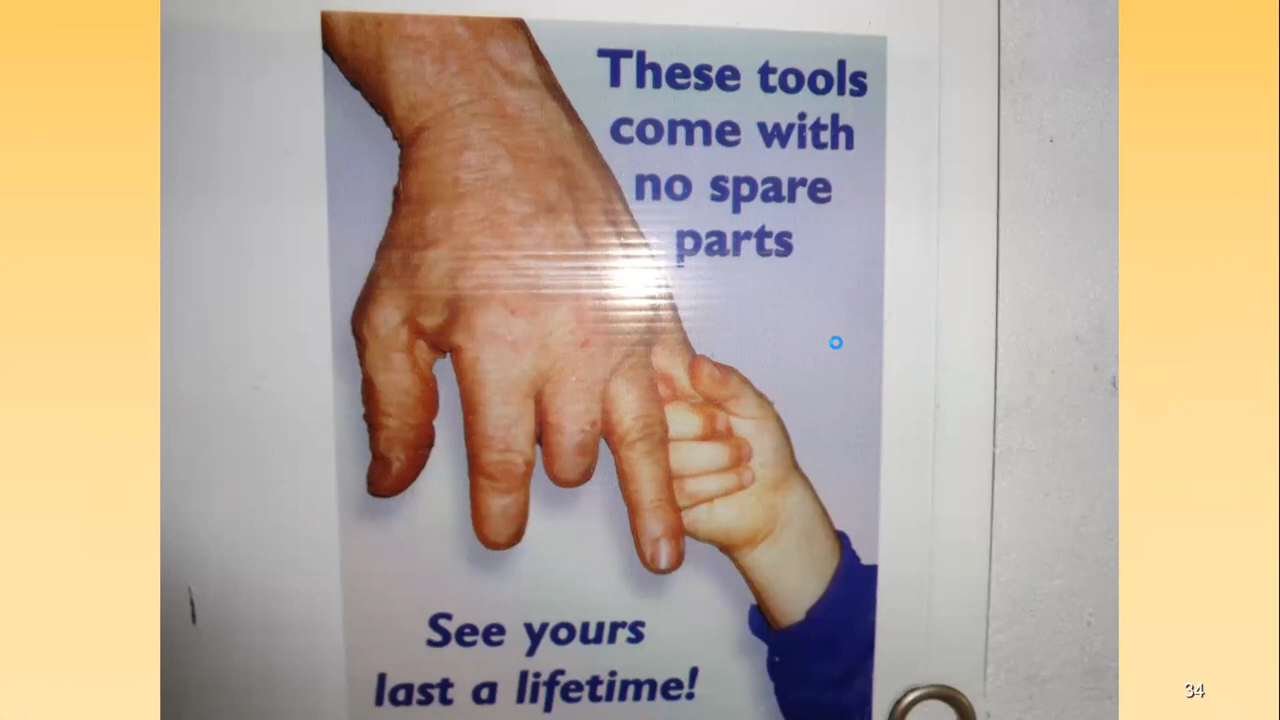 These tools
come with
no spare
parts
See yours
last a lifetime!
34